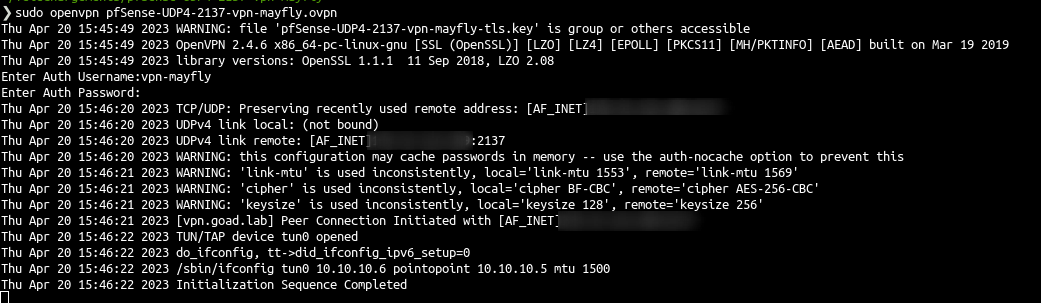 ❯ sudo openvpn pfSense-UDP4-2137-vpn-mayfly.ovpn
Thu Apr 20 15:45:49 2023 WARNING: file 'pfSense-UDP4-2137-vpn-mayfly-tls.key' is group or others accessible
Thu Apr 20 15:45:49 2023 OpenVPN 2.4.6 x86_64-pc-linux-gnu [SSL (OpenSSL)] [LZO] [LZ4] [EPOLL] [PKCS11] [MH/PKTINFO] [AEAD] built on Mar 19 2019
Thu Apr 20 15:45:49 2023 library versions: OpenSSL 1.1.1  11 Sep 2018, LZO 2.08
Enter Auth Username:vpn-mayfly
Enter Auth Password:
Thu Apr 20 15:46:20 2023 TCP/UDP: Preserving recently used remote address: [AF_INET]
Thu Apr 20 15:46:20 2023 UDPv4 link local: (not bound)
Thu Apr 20 15:46:20 2023 UDPv4 link remote: [AF_INET]:2137
Thu Apr 20 15:46:20 2023 WARNING: this configuration may cache passwords in memory -- use the auth-nocache option to prevent this
Thu Apr 20 15:46:21 2023 WARNING: 'link-mtu' is used inconsistently, local='link-mtu 1553', remote='link-mtu 1569'
Thu Apr 20 15:46:21 2023 WARNING: 'cipher' is used inconsistently, local='cipher BF-CBC', remote='cipher AES-256-CBC'
Thu Apr 20 15:46:21 2023 WARNING: 'keysize' is used inconsistently, local='keysize 128', remote='keysize 256'
Thu Apr 20 15:46:21 2023 [vpn.goad.lab] Peer Connection Initiated with [AF_INET]
Thu Apr 20 15:46:22 2023 TUN/TAP device tun0 opened
Thu Apr 20 15:46:22 2023 do_ifconfig, tt->did_ifconfig_ipv6_setup=0
Thu Apr 20 15:46:22 2023 /sbin/ifconfig tun0 10.10.10.6 pointopoint 10.10.10.5 mtu 1500
Thu Apr 20 15:46:22 2023 Initialization Sequence Completed